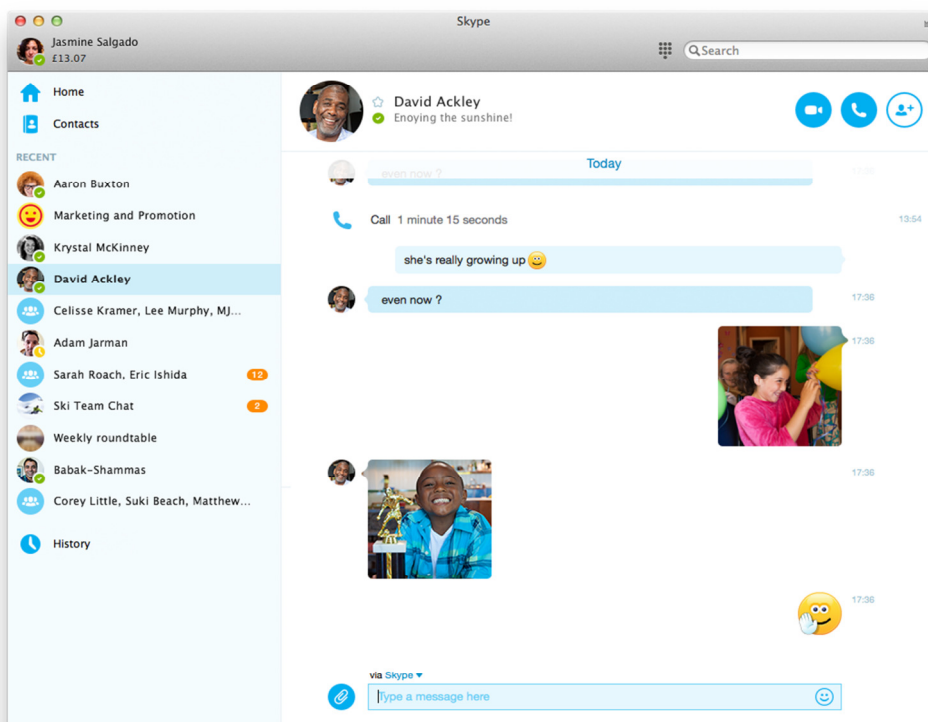 Skype
Jasmine Salgado
£13.07
Search
Home
Contacts
RECENT
Aaron Buxton
Marketing and Promotion
Krystal McKinney
David Ackley
Celisse Kramer, Lee Murphy, MJ...
Adam Jarman
Sarah Roach, Eric Ishida 12
Ski Team Chat 2
Weekly roundtable
Babak-Shammas
Corey Little, Suki Beach, Matthew...
History
David Ackley
Enoying the sunshine!
Today
even now ?
Call 1 minute 15 seconds 13:54
she's really growing up
even now ? 17:36
17:36
17:36
17:36
via Skype
Type a message here